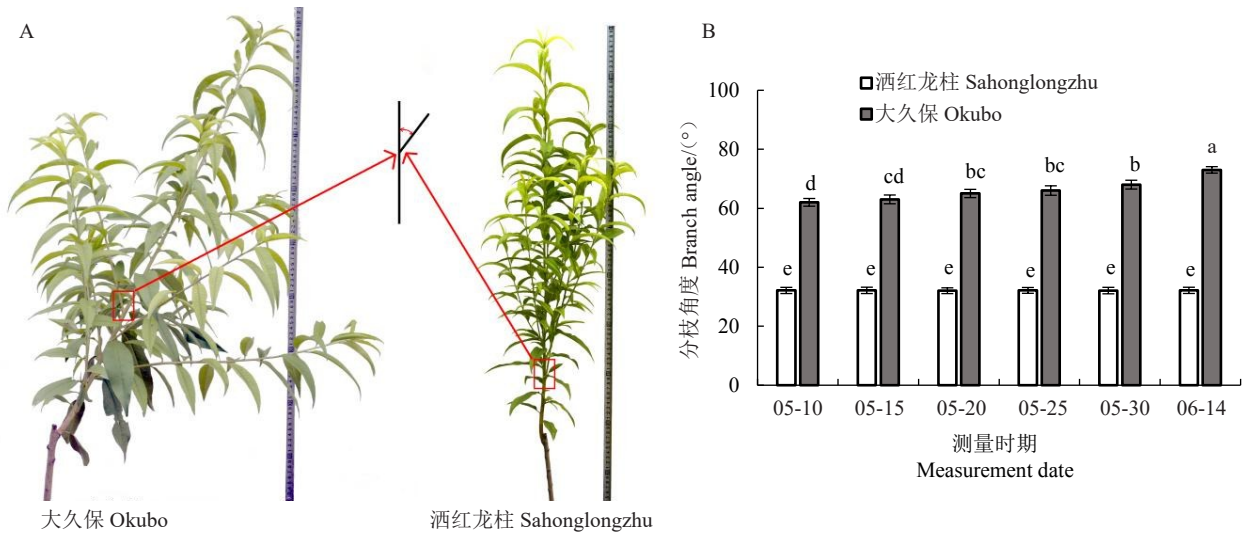 A
大久保 Okubo
洒红龙柱 Sahonglongzhu
B
洒红龙柱 Sahonglongzhu
大久保 Okubo
分枝角度 Branch angle/(°)
100
80
60
40
20
0
e
d
e
cd
e
bc
e
bc
e
b
e
a
05-10 05-15 05-20 05-25 05-30 06-14
测量时期
Measurement date